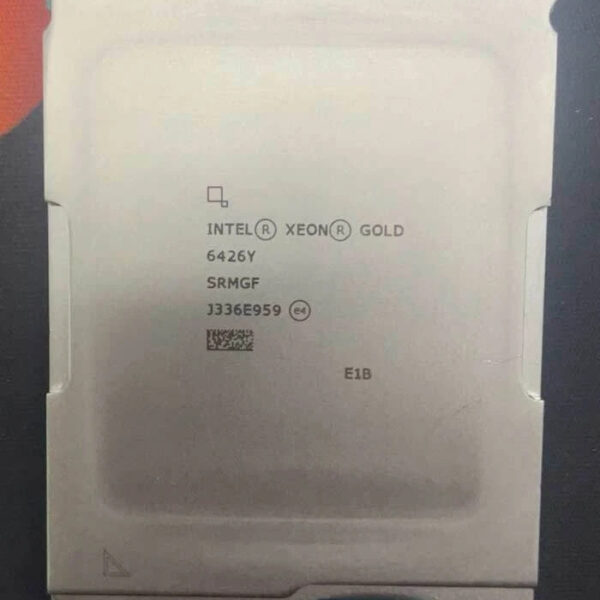 INTEL® XEON® GOLD
6426Y
SRMGF
J336E959 e4
E1B